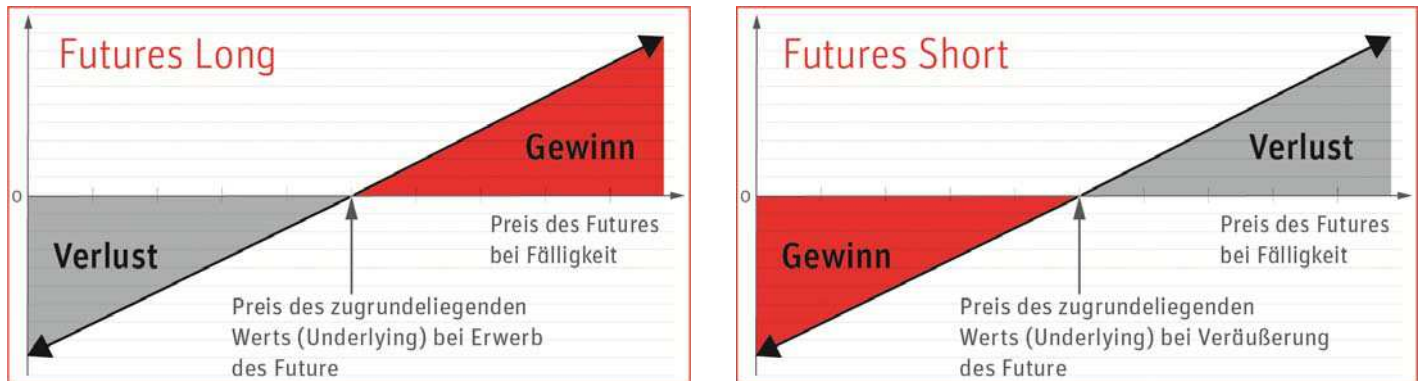 Futures Long
Gewinn
0
Verlust
Preis des Futures
bei Fälligkeit
Preis des zugrundeliegenden
Werts (Underlying) bei Erwerb
des Future
Futures Short
Verlust
0
Gewinn
Preis des Futures
bei Fälligkeit
Preis des zugrundeliegenden
Werts (Underlying) bei Veräußerung
des Future